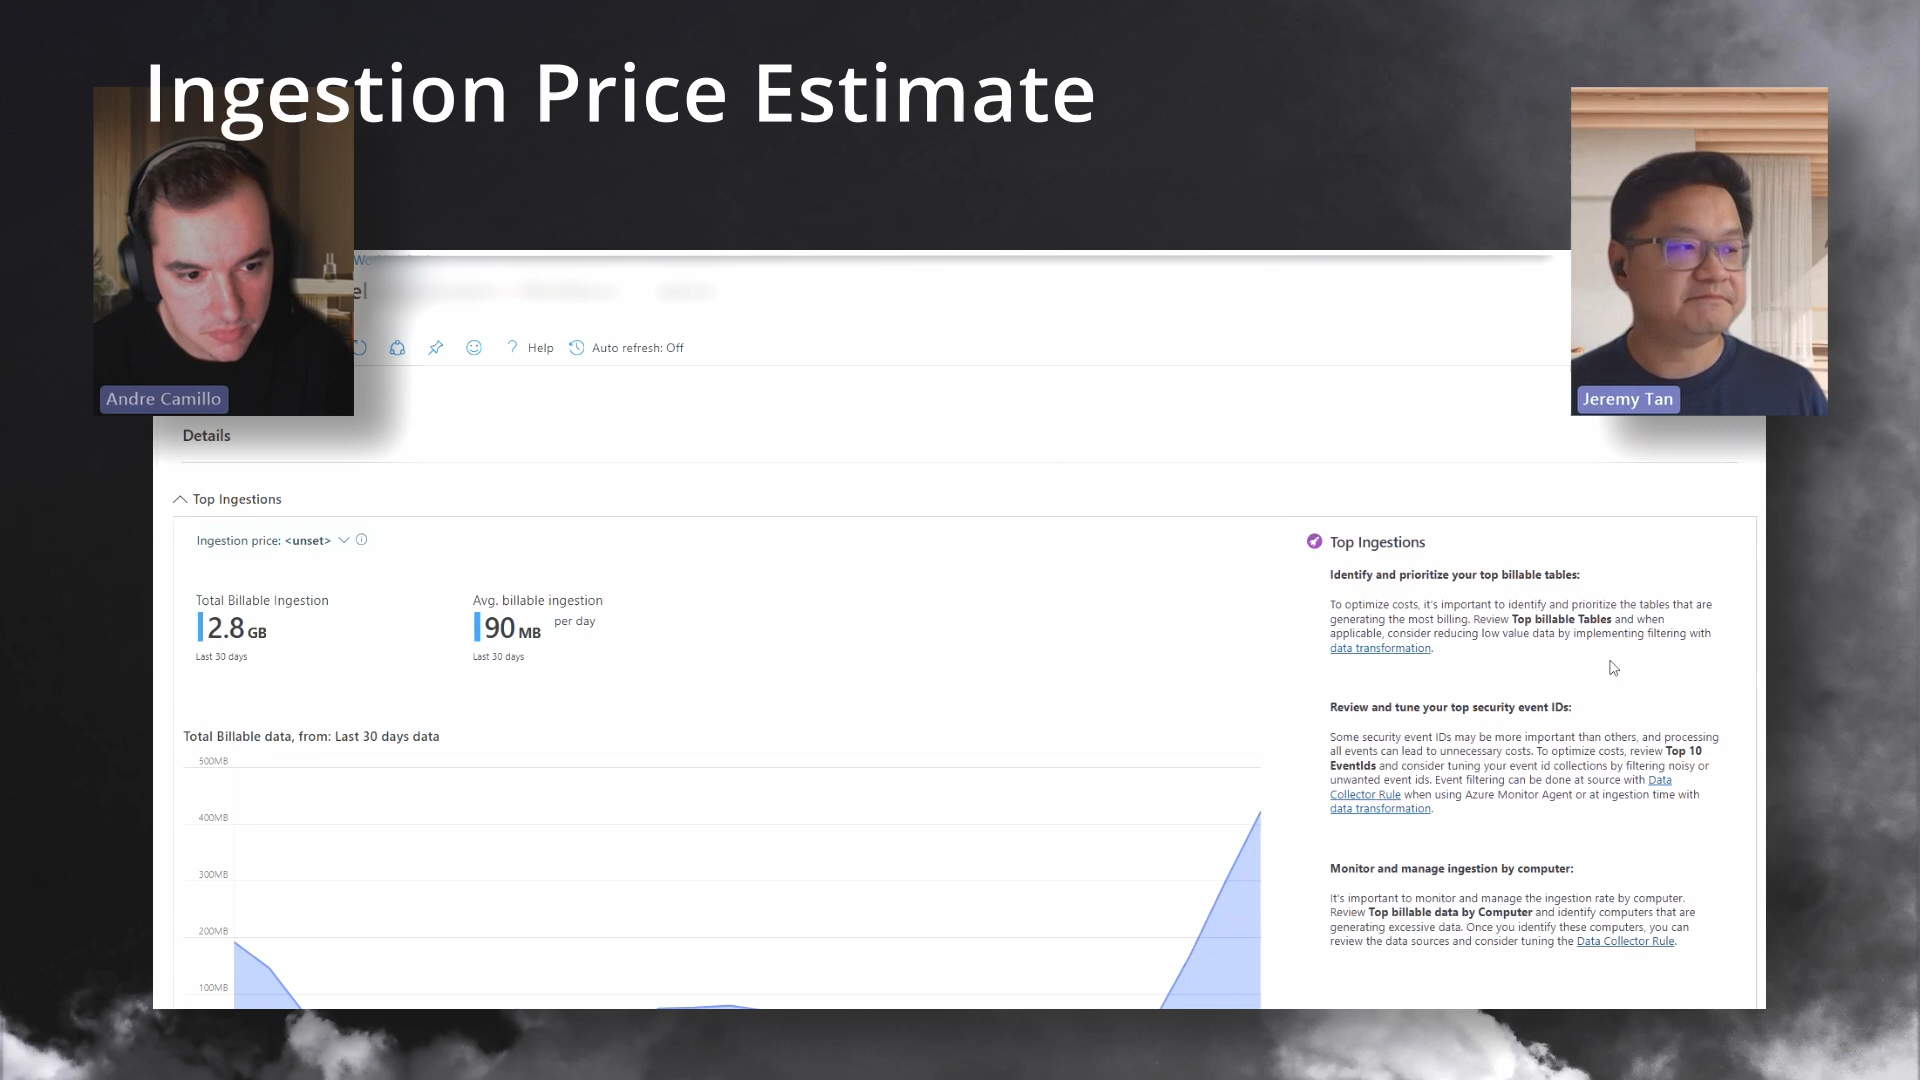 Ingestion Price Estimate
Andre Camillo
Jeremy Tan
el
Help
Auto refresh: Off
Details
Top Ingestions
Ingestion price: <unset>
Total Billable Ingestion
2.8 GB
Last 30 days
Avg. billable ingestion
90 MB
per day
Last 30 days
Total Billable data, from: Last 30 days data
500MB
400MB
300MB
200MB
100MB
Top Ingestions
Identify and prioritize your top billable tables:
To optimize costs, it's important to identify and prioritize the tables that are
generating the most billing. Review Top billable Tables and when
applicable, consider reducing low value data by implementing filtering with
data transformation.
Review and tune your top security event IDs:
Some security event IDs may be more important than others, and processing
all events can lead to unnecessary costs. To optimize costs, review Top 10
EventIds and consider tuning your event id collections by filtering noisy or
unwanted event ids. Event filtering can be done at source with Data
Collector Rule when using Azure Monitor Agent or at ingestion time with
data transformation.
Monitor and manage ingestion by computer:
It's important to monitor and manage the ingestion rate by computer.
Review Top billable data by Computer and identify computers that are
generating excessive data. Once you identify these computers, you can
review the data sources and consider tuning the Data Collector Rule.